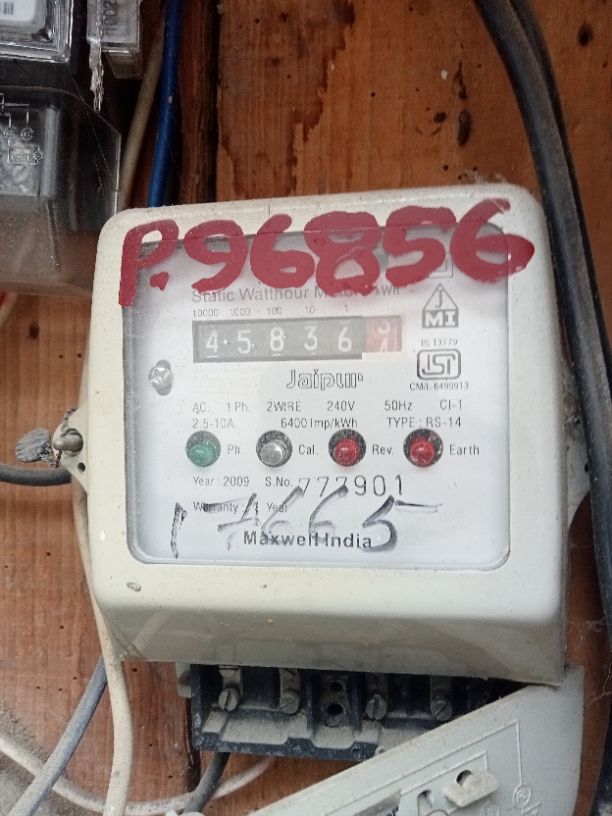 P.96856
Static Watthour Meter kWh
10000 1000 100 10 1
4 5 8 3 6
J
MI
IS 13779
ISI
CM/L-6499913
Jaipur
AC. 1 Ph. 2WIRE 240V 50Hz Cl-1
2.5-10A. 6400 imp/kWh TYPE : RS-14
Ph. Cal. Rev. Earth
Year : 2009 S.No. 777901
Warranty Year
17665
Maxwell India